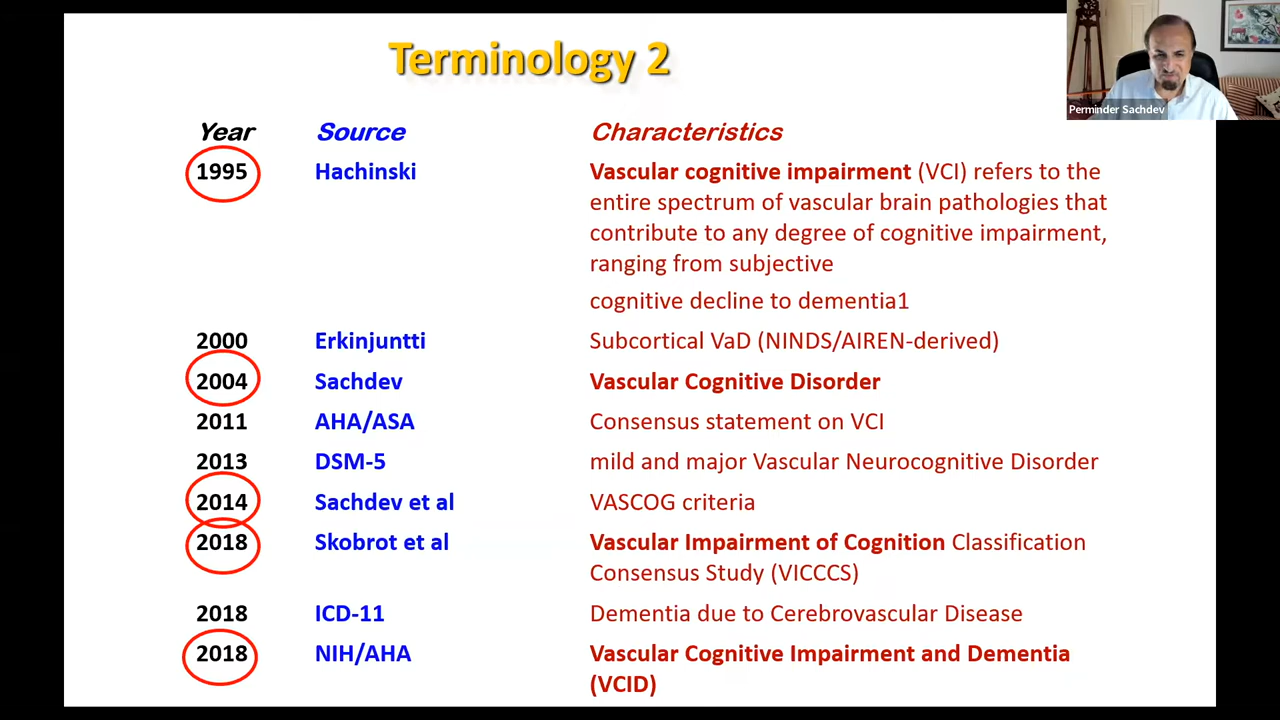 Terminology 2
Perminder Sachdev
Year Source Characteristics
1995 Hachinski Vascular cognitive impairment (VCI) refers to the
entire spectrum of vascular brain pathologies that
contribute to any degree of cognitive impairment,
ranging from subjective
cognitive decline to dementia1
2000 Erkinjuntti Subcortical VaD (NINDS/AIREN-derived)
2004 Sachdev Vascular Cognitive Disorder
2011 AHA/ASA Consensus statement on VCI
2013 DSM-5 mild and major Vascular Neurocognitive Disorder
2014 Sachdev et al VASCOG criteria
2018 Skobrot et al Vascular Impairment of Cognition Classification
Consensus Study (VICCCS)
2018 ICD-11 Dementia due to Cerebrovascular Disease
2018 NIH/AHA Vascular Cognitive Impairment and Dementia
(VCID)